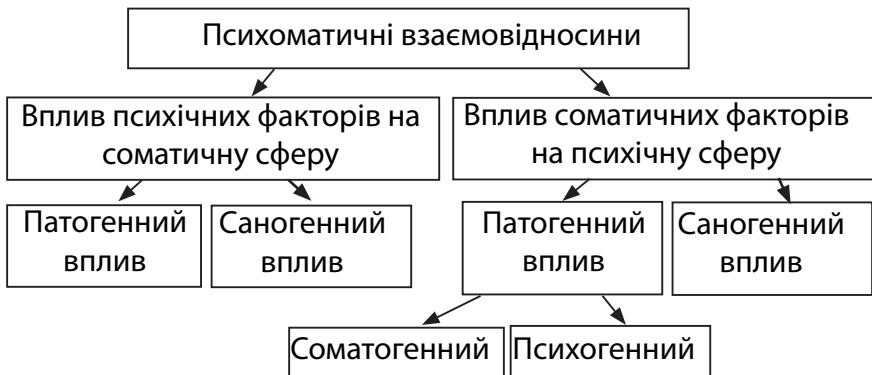 Психоматичні взаємовідносини
Вплив психічних факторів на
соматичну сферу
Вплив соматичних факторів
на психічну сферу
Патогенний
вплив
Саногенний
вплив
Патогенний
вплив
Саногенний
вплив
Соматогенний
Психогенний